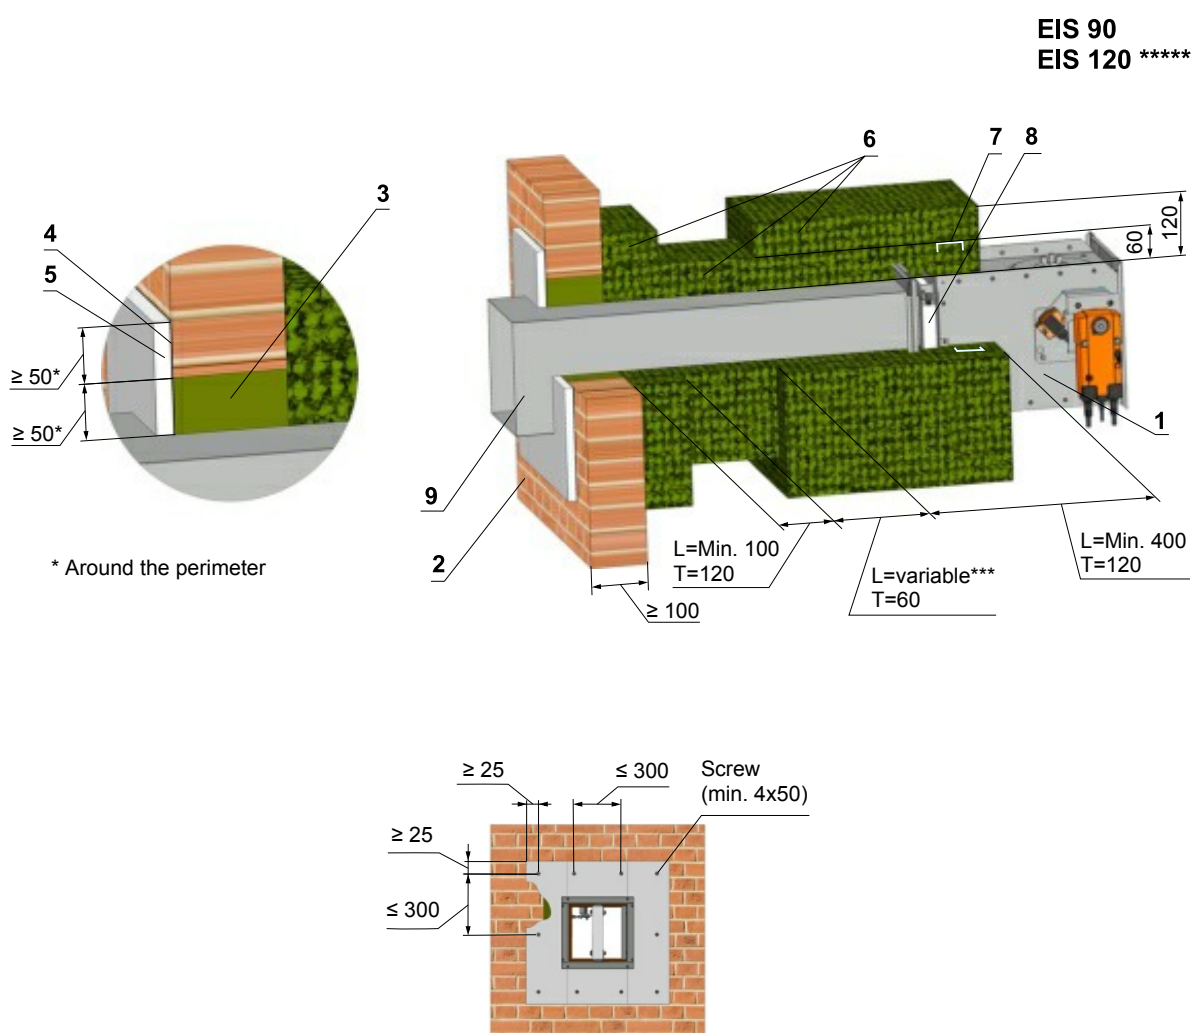 EIS 90
EIS 120 *****
6
7
8
3
4
5
120
60
≥ 50*
≥ 50*
1
9
2
* Around the perimeter
L=Min. 100
T=120
L=variable***
T=60
L=Min. 400
T=120
≥ 100
≥ 25
≤ 300
Screw
(min. 4x50)
≥ 25
≤ 300